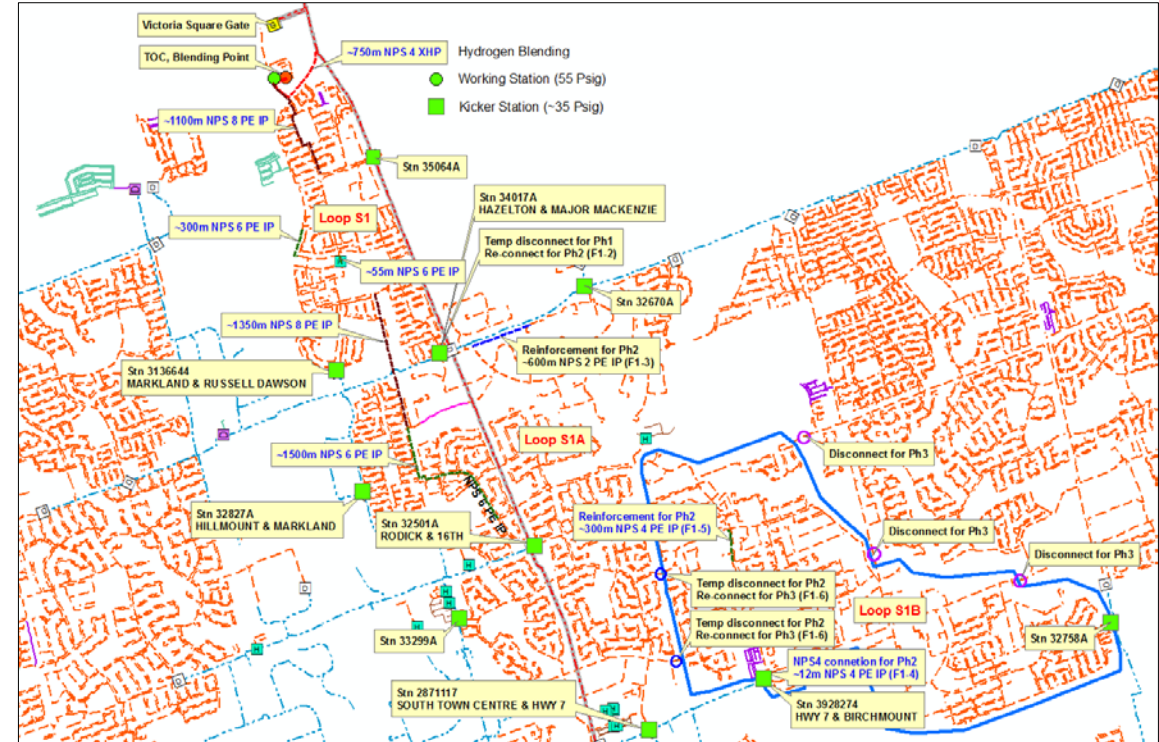 Victoria Square Gate
TOC, Blending Point
~750m NPS 4 XHP
Hydrogen Blending
Working Station (55 Psig)
Kicker Station (~35 Psig)
~1100m NPS 8 PE IP
Stn 35064A
Stn 34017A
HAZELTON & MAJOR MACKENZIE
Loop S1
~300m NPS 6 PE IP
Temp disconnect for Ph1
Re-connect for Ph2 (F1-2)
~55m NPS 6 PE IP
H
Stn 32670A
~1350m NPS 8 PE IP
Reinforcement for Ph2
~600m NPS 2 PE IP (F1-3)
Stn 3136644
MARKLAND & RUSSELL DAWSON
Loop S1A
H
Disconnect for Ph3
~1500m NPS 6 PE IP
NPS 6 PE IP
Stn 32827A
HILLMOUNT & MARKLAND
Stn 32501A
RODICK & 16TH
Reinforcement for Ph2
~300m NPS 4 PE IP (F1-5)
Disconnect for Ph3
Disconnect for Ph3
H
Temp disconnect for Ph2
Re-connect for Ph3 (F1-6)
H
H
H
Loop S1B
Temp disconnect for Ph2
Re-connect for Ph3 (F1-6)
Stn 33299A
H
Stn 32758A
NPS4 connetion for Ph2
~12m NPS 4 PE IP (F1-4)
Stn 2871117
SOUTH TOWN CENTRE & HWY 7
Stn 3928274
HWY 7 & BIRCHMOUNT
H
H
H